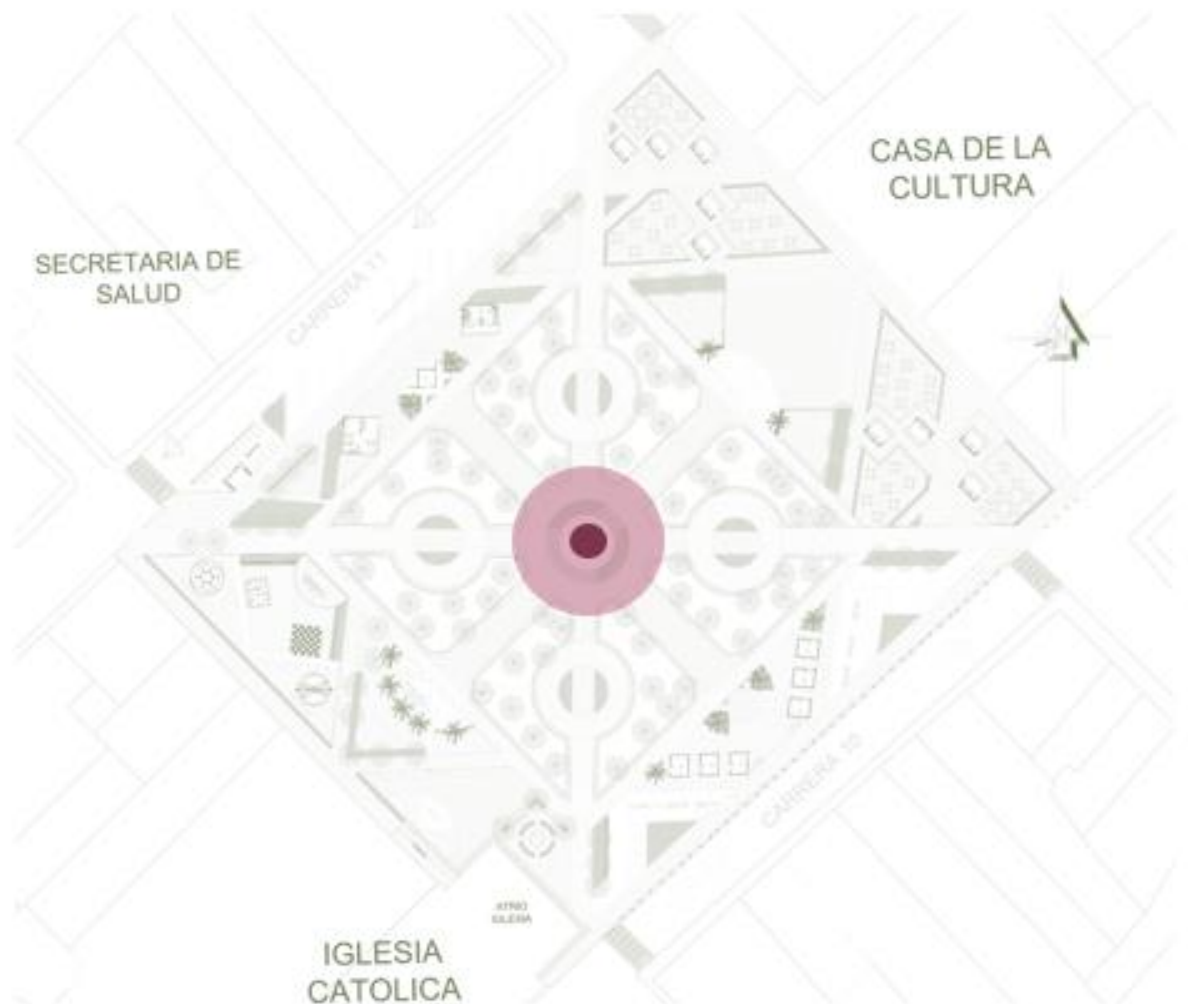 CASA DE LA
CULTURA
SECRETARIA DE
SALUD
CARRERA 11
CARRERA 10
ATRIO
IGLESIA
IGLESIA
CATOLICA